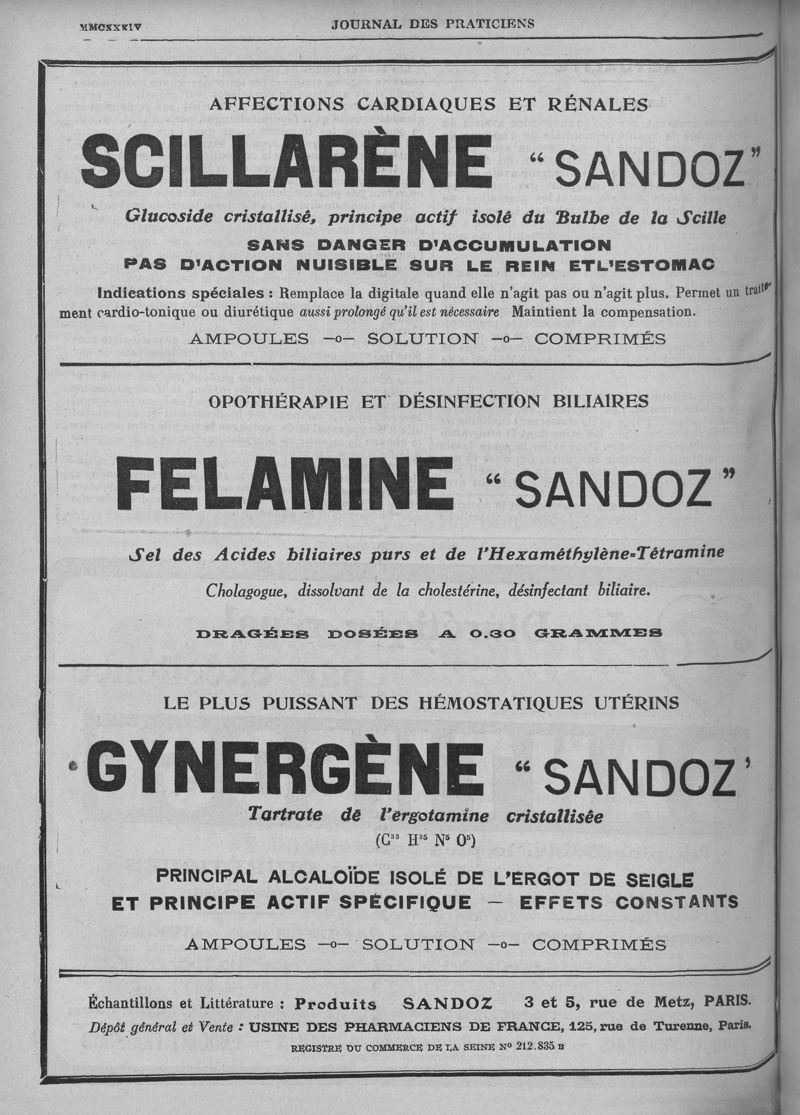 MMCXXXIV
JOURNAL DES PRATICIENS
AFFECTIONS CARDIAQUES ET RÉNALES
SCILLARÈNE “ SANDOZ ”
Glucoside cristallisé, principe actif isolé du Bulbe de la Scille
SANS DANGER D'ACCUMULATION
PAS D'ACTION NUISIBLE SUR LE REIN ETL'ESTOMAC
Indications spéciales : Remplace la digitale quand elle n'agit pas ou n'agit plus. Permet un traite-
ment cardio-tonique ou diurétique aussi prolongé qu'il est nécessaire Maintient la compensation.
AMPOULES —o— SOLUTION —o— COMPRIMÉS
OPOTHÉRAPIE ET DÉSINFECTION BILIAIRES
FELAMINE “ SANDOZ ”
Sel des Acides biliaires purs et de l'Hexaméthylène-Tétramine
Cholagogue, dissolvant de la cholestérine, désinfectant biliaire.
DRAGÉES DOSÉES A 0.30 GRAMMES
LE PLUS PUISSANT DES HÉMOSTATIQUES UTÉRINS
GYNERGÈNE “ SANDOZ ’
Tartrate dê l'ergotamine cristallisée
(C³³ H³⁵ N⁵ O⁵)
PRINCIPAL ALCALOÏDE ISOLÉ DE L'ERGOT DE SEIGLE
ET PRINCIPE ACTIF SPÉCIFIQUE — EFFETS CONSTANTS
AMPOULES —o— SOLUTION —o— COMPRIMÉS
Échantillons et Littérature : Produits SANDOZ 3 et 5, rue de Metz, PARIS.
Dépôt général et Vente : USINE DES PHARMACIENS DE FRANCE, 125, rue de Turenne, Paris.
REGISTRE DU COMMERCE DE LA SEINE Nº 212.835 B